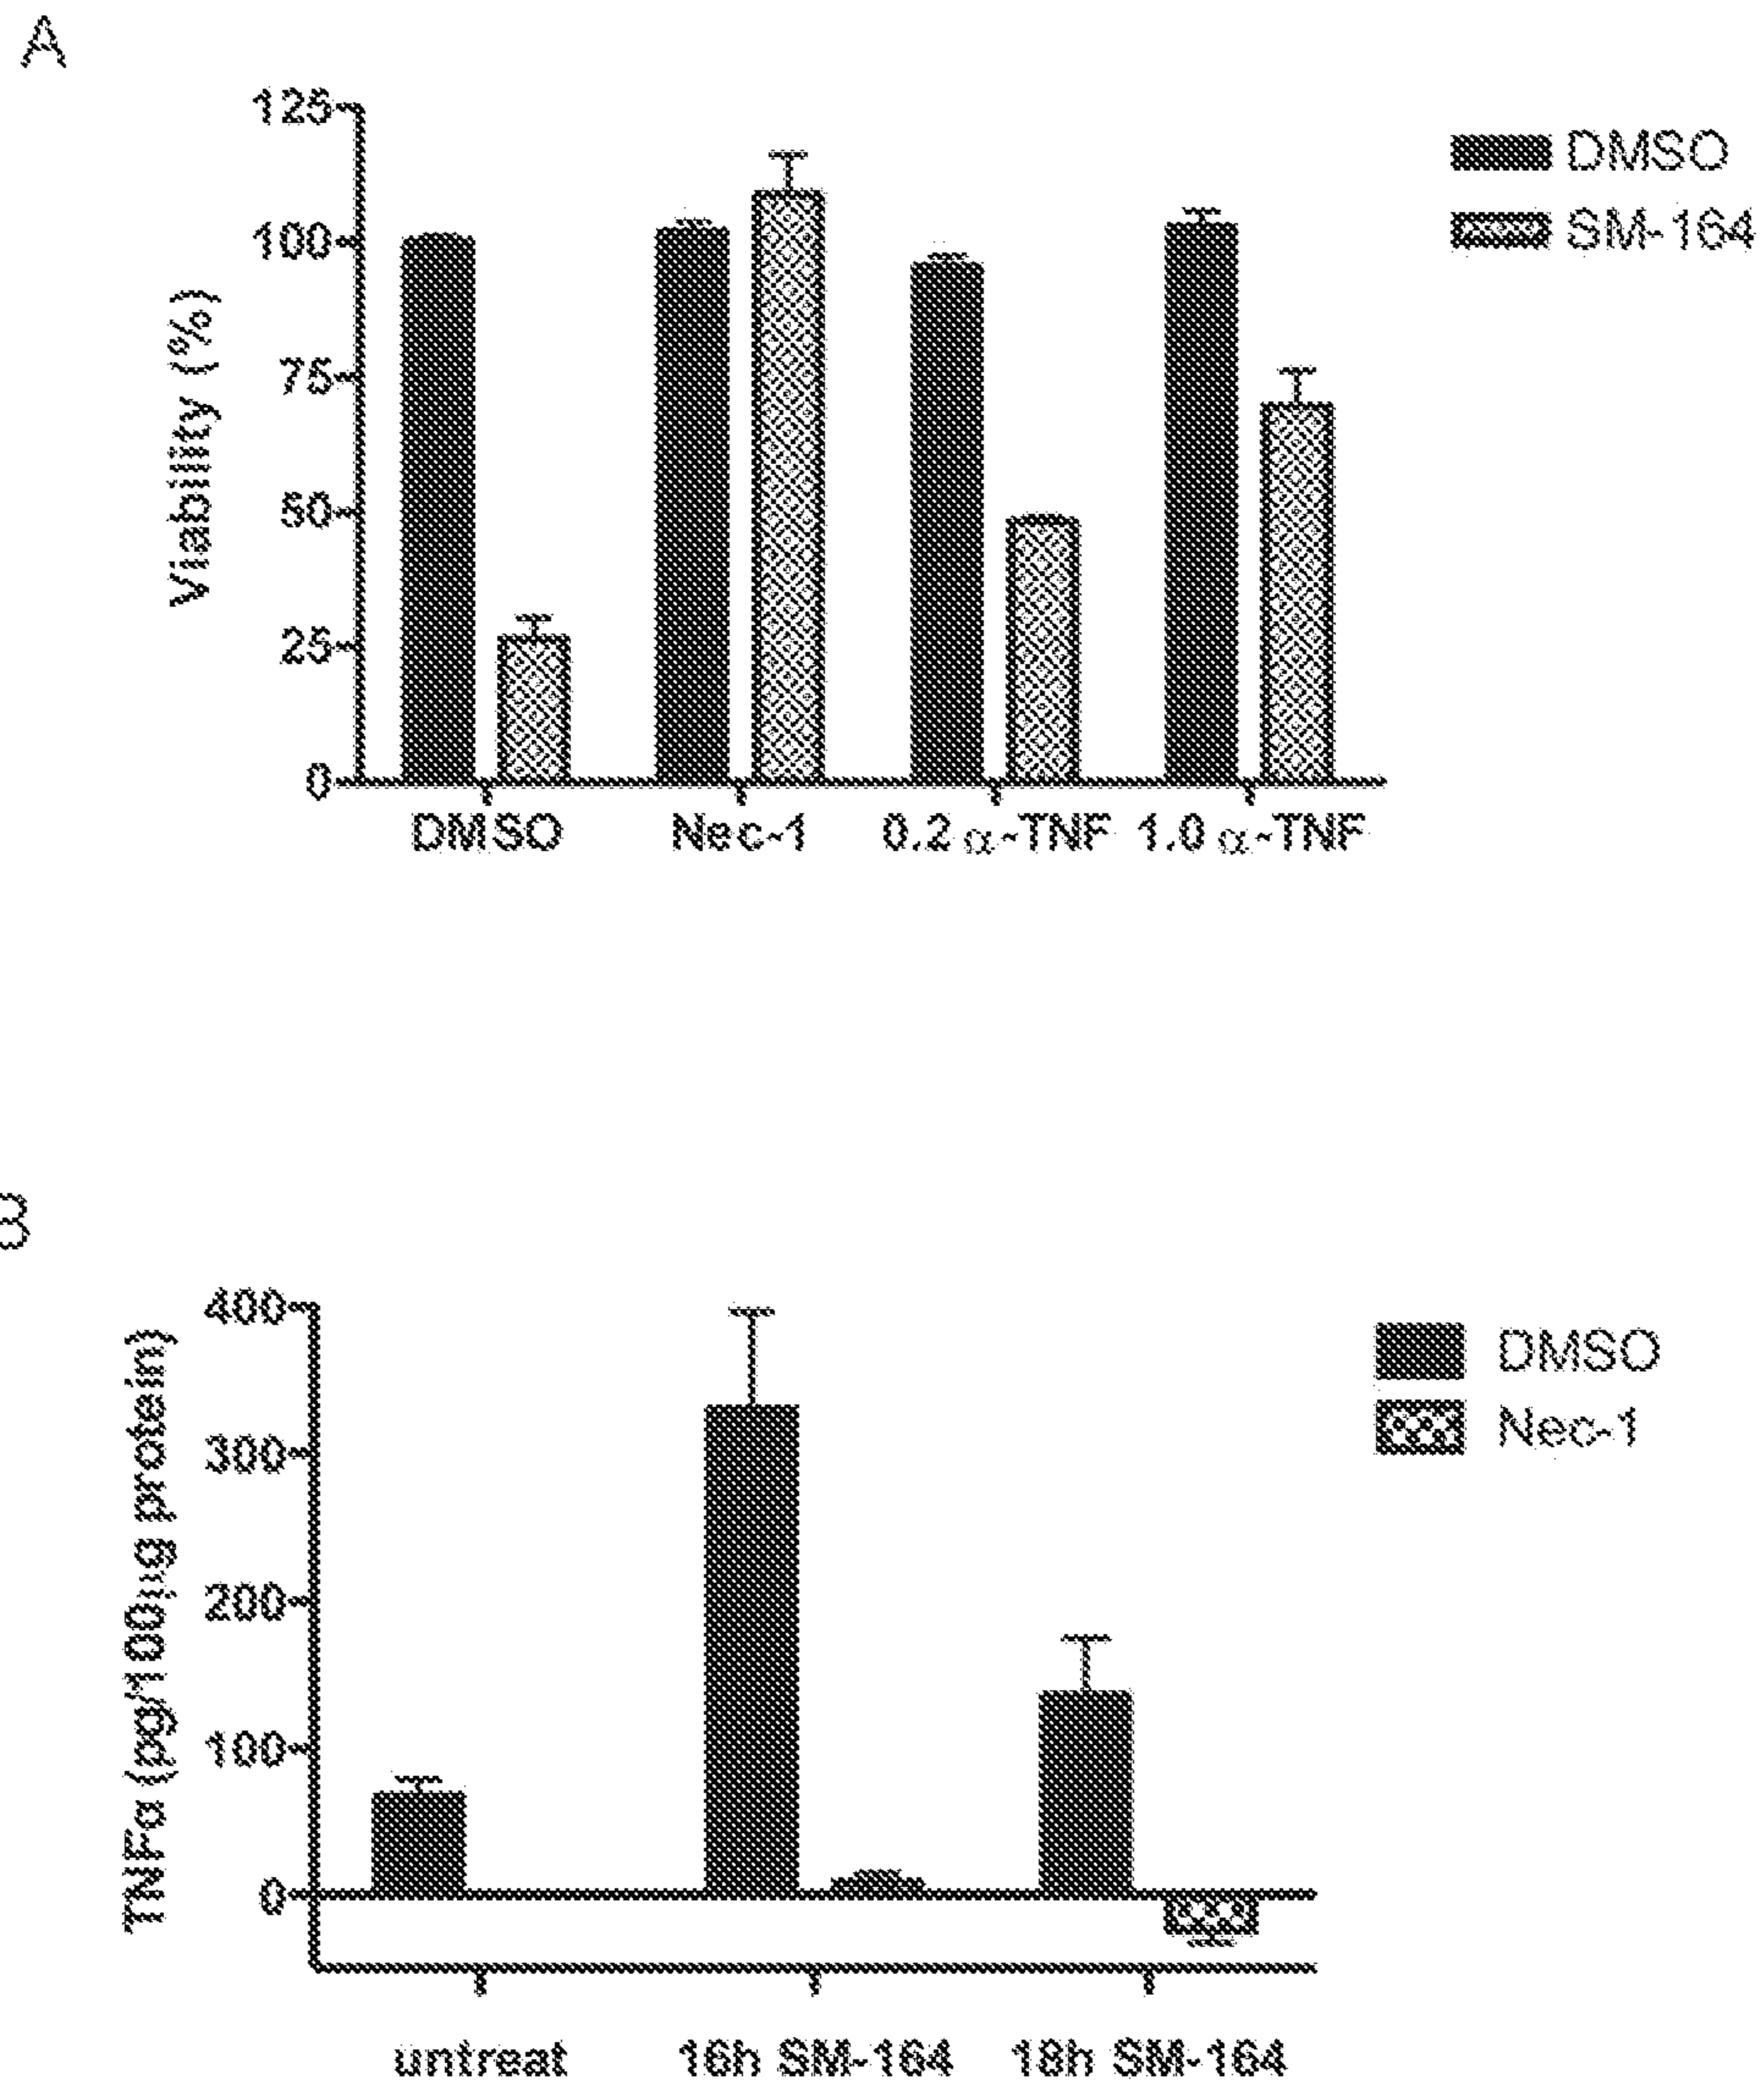 A
125
100
75
50
25
0
Viability (%)
DMSO
SM-164
DMSO Nec-1 0.2 α-TNF 1.0 α-TNF
B
400
300
200
100
0
TNFα (pg/100µg protein)
DMSO
Nec-1
untreat 16h SM-164 18h SM-164